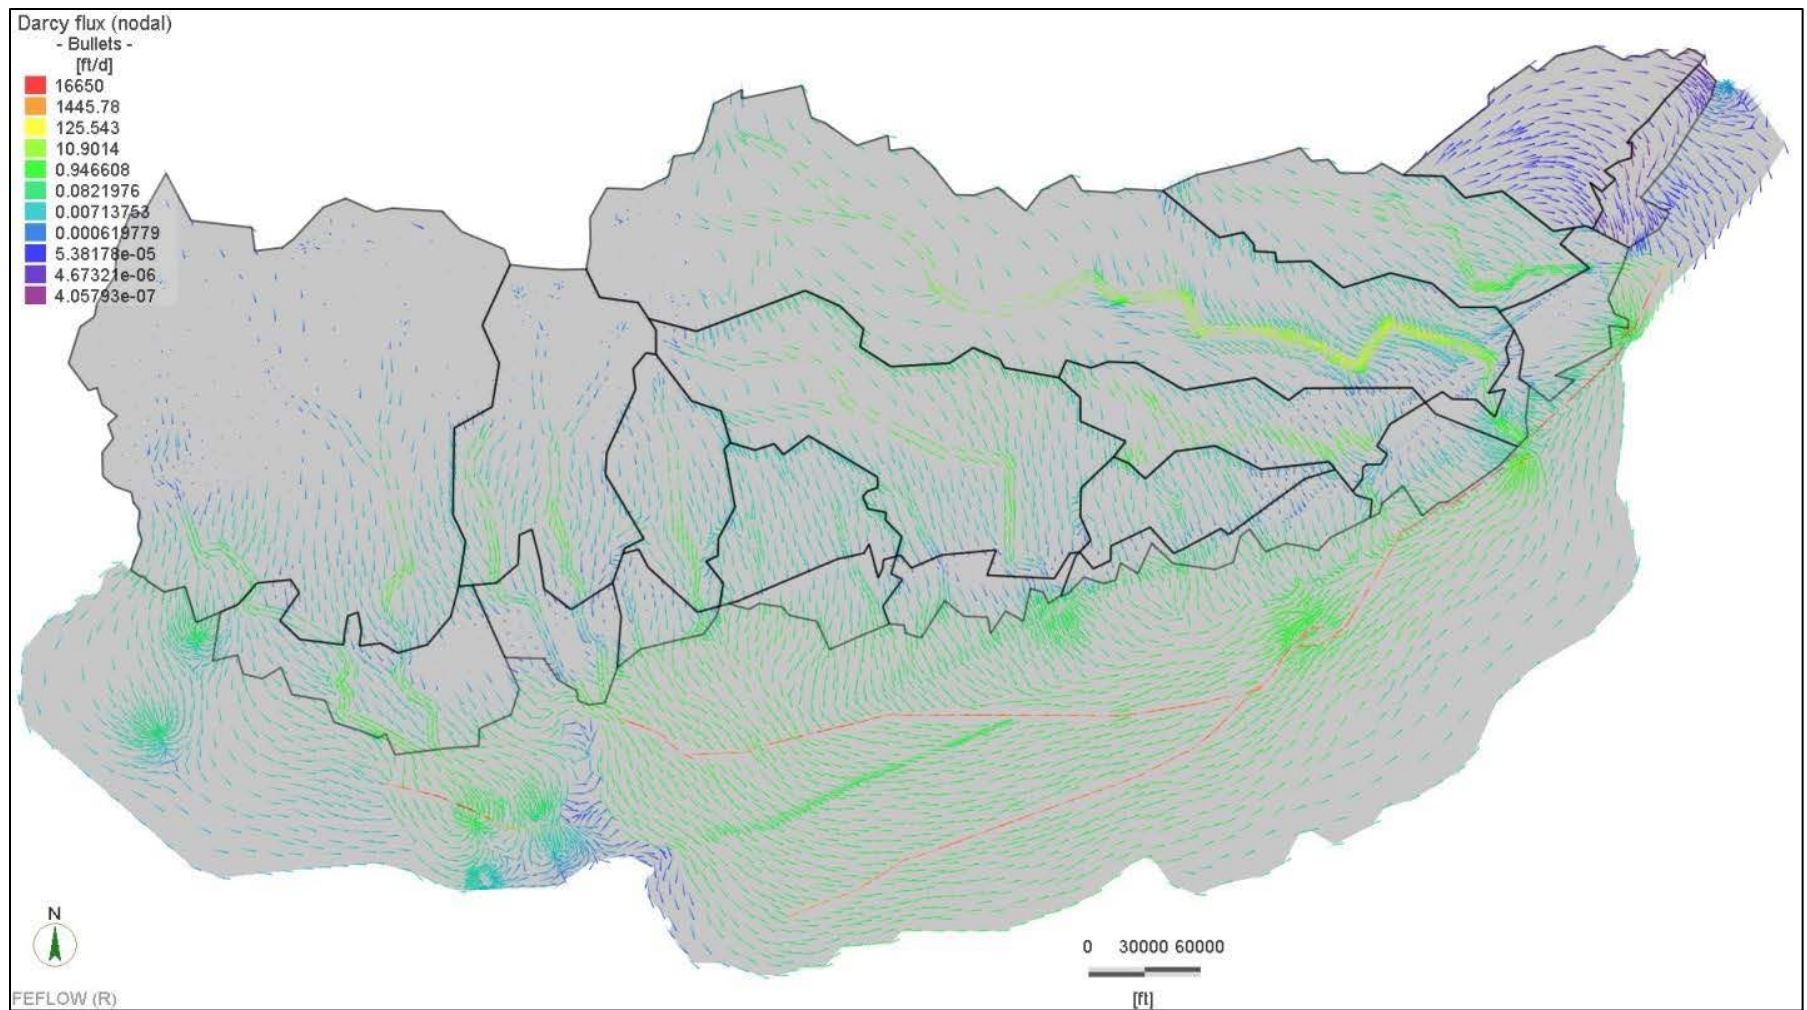 Darcy flux (nodal)
- Bullets -
[ft/d]
16650
1445.78
125.543
10.9014
0.946608
0.0821976
0.00713753
0.000619779
5.38178e-05
4.67321e-06
4.05793e-07
N
0 30000 60000
[ft]
FEFLOW (R)